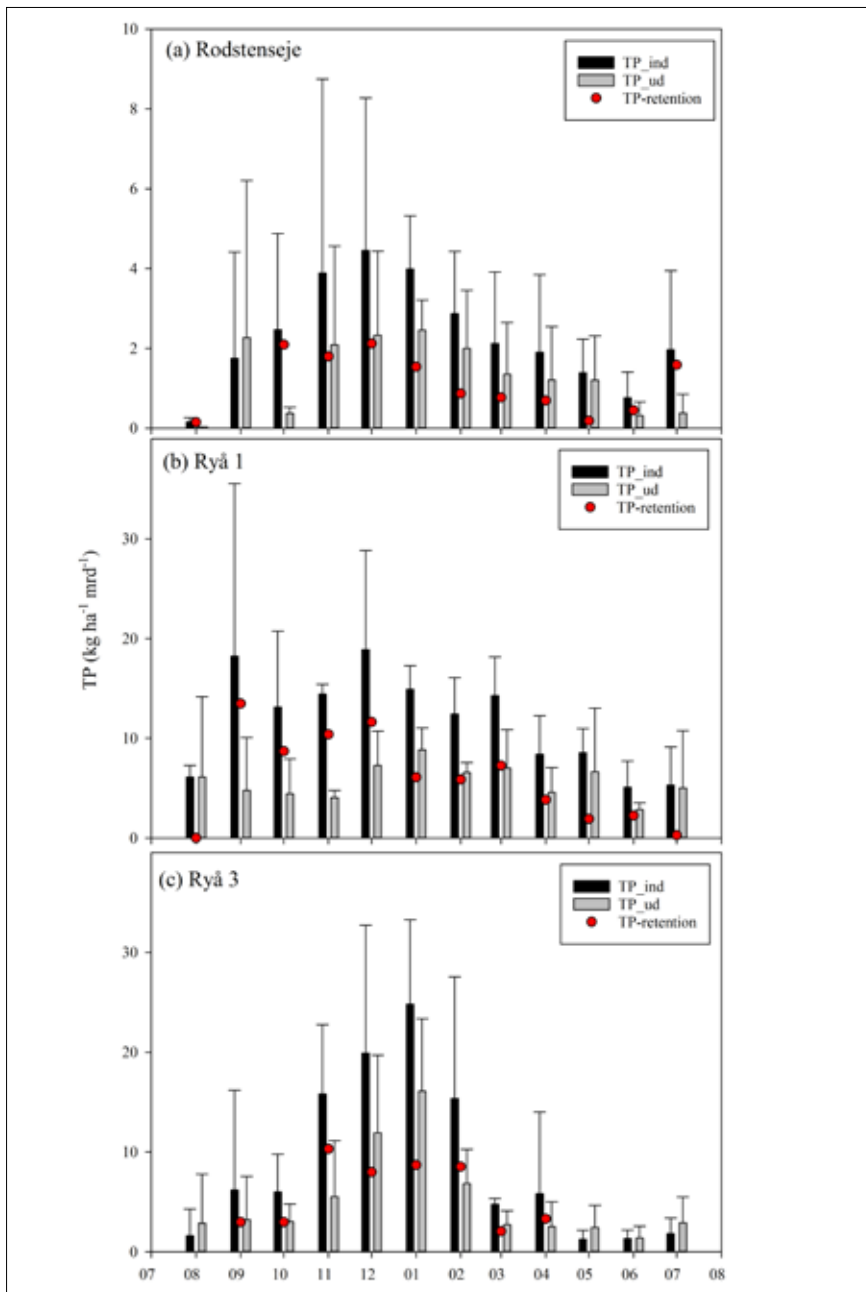 (a) Rodstenseje
TP_ind
TP_ud
TP-retention
10
8
6
4
2
0
(b) Ryå 1
TP_ind
TP_ud
TP-retention
30
20
10
0
TP (kg ha⁻¹ mrd⁻¹)
(c) Ryå 3
TP_ind
TP_ud
TP-retention
30
20
10
0
07 08 09 10 11 12 01 02 03 04 05 06 07 08